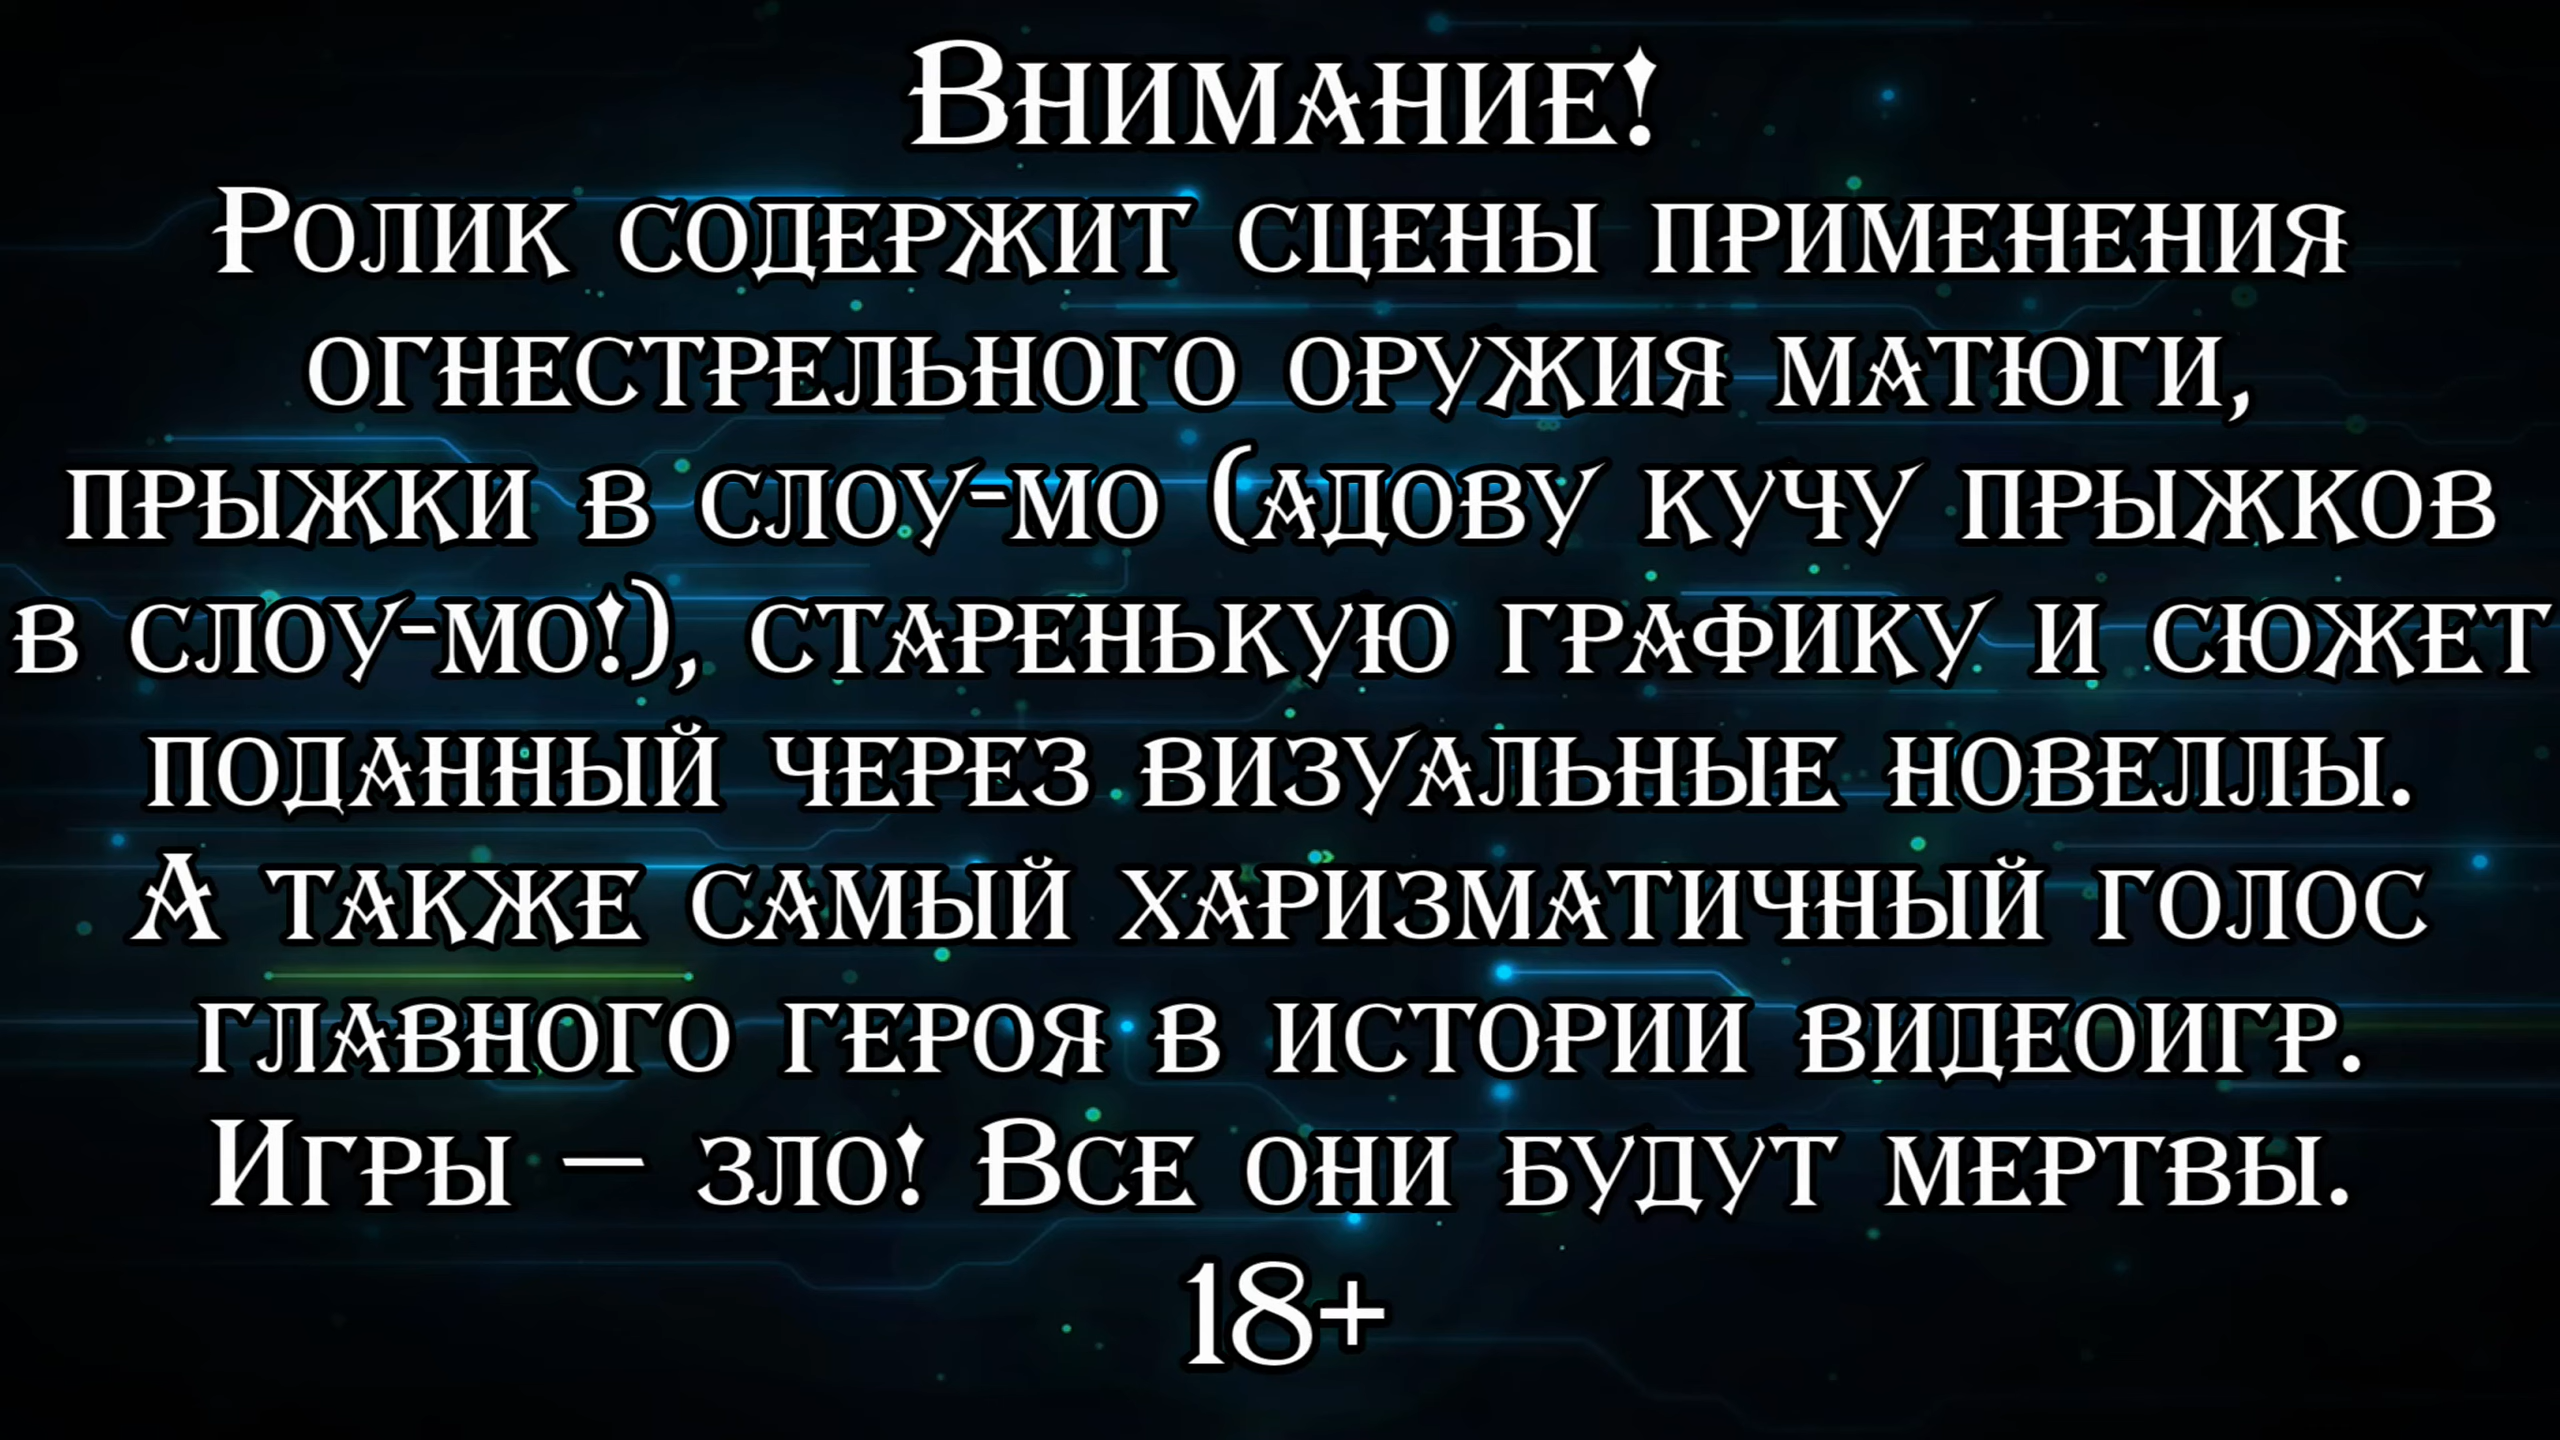 Внимание!
Ролик содержит сцены применения
огнестрельного оружия матюги,
прыжки в слоу-мо (адову кучу прыжков
в слоу-мо!), старенькую графику и сюжет
поданный через визуальные новеллы.
А также самый харизматичный голос
главного героя в истории видеоигр.
Игры — зло! Все они будут мертвы.
18+